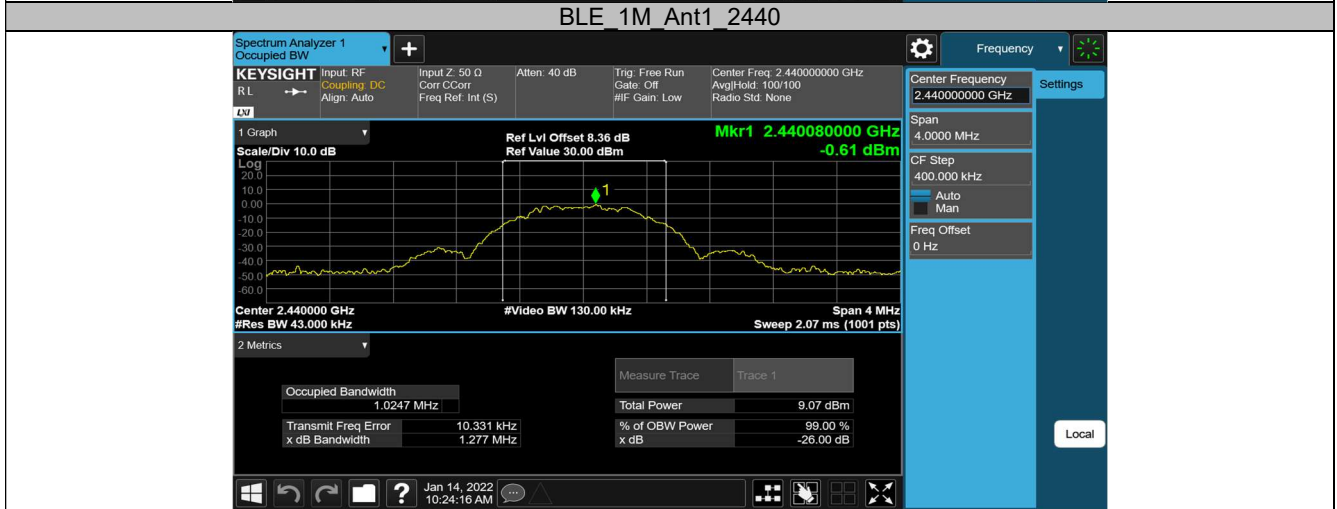 BLE_1M_Ant1_2440
Spectrum Analyzer 1
Occupied BW
Frequency
KEYSIGHT
RL
LXI
Input: RF
Coupling: DC
Align: Auto
Input Z: 50 Ω
Corr CCorr
Freq Ref: Int (S)
Atten: 40 dB
Trig: Free Run
Gate: Off
#IF Gain: Low
Center Freq: 2.440000000 GHz
Avg|Hold: 100/100
Radio Std: None
Center Frequency
2.440000000 GHz
Settings
Span
4.0000 MHz
CF Step
400.000 kHz
Auto
Man
Freq Offset
0 Hz
Local
1 Graph
Scale/Div 10.0 dB
Ref Lvl Offset 8.36 dB
Ref Value 30.00 dBm
Mkr1 2.440080000 GHz
-0.61 dBm
Log
20.0
10.0
0.00
-10.0
-20.0
-30.0
-40.0
-50.0
-60.0
1
Center 2.440000 GHz
#Res BW 43.000 kHz
#Video BW 130.00 kHz
Span 4 MHz
Sweep 2.07 ms (1001 pts)
2 Metrics
Measure Trace Trace 1
Occupied Bandwidth
1.0247 MHz
Total Power 9.07 dBm
Transmit Freq Error 10.331 kHz
% of OBW Power 99.00 %
x dB Bandwidth 1.277 MHz
x dB -26.00 dB
?
Jan 14, 2022
10:24:16 AM